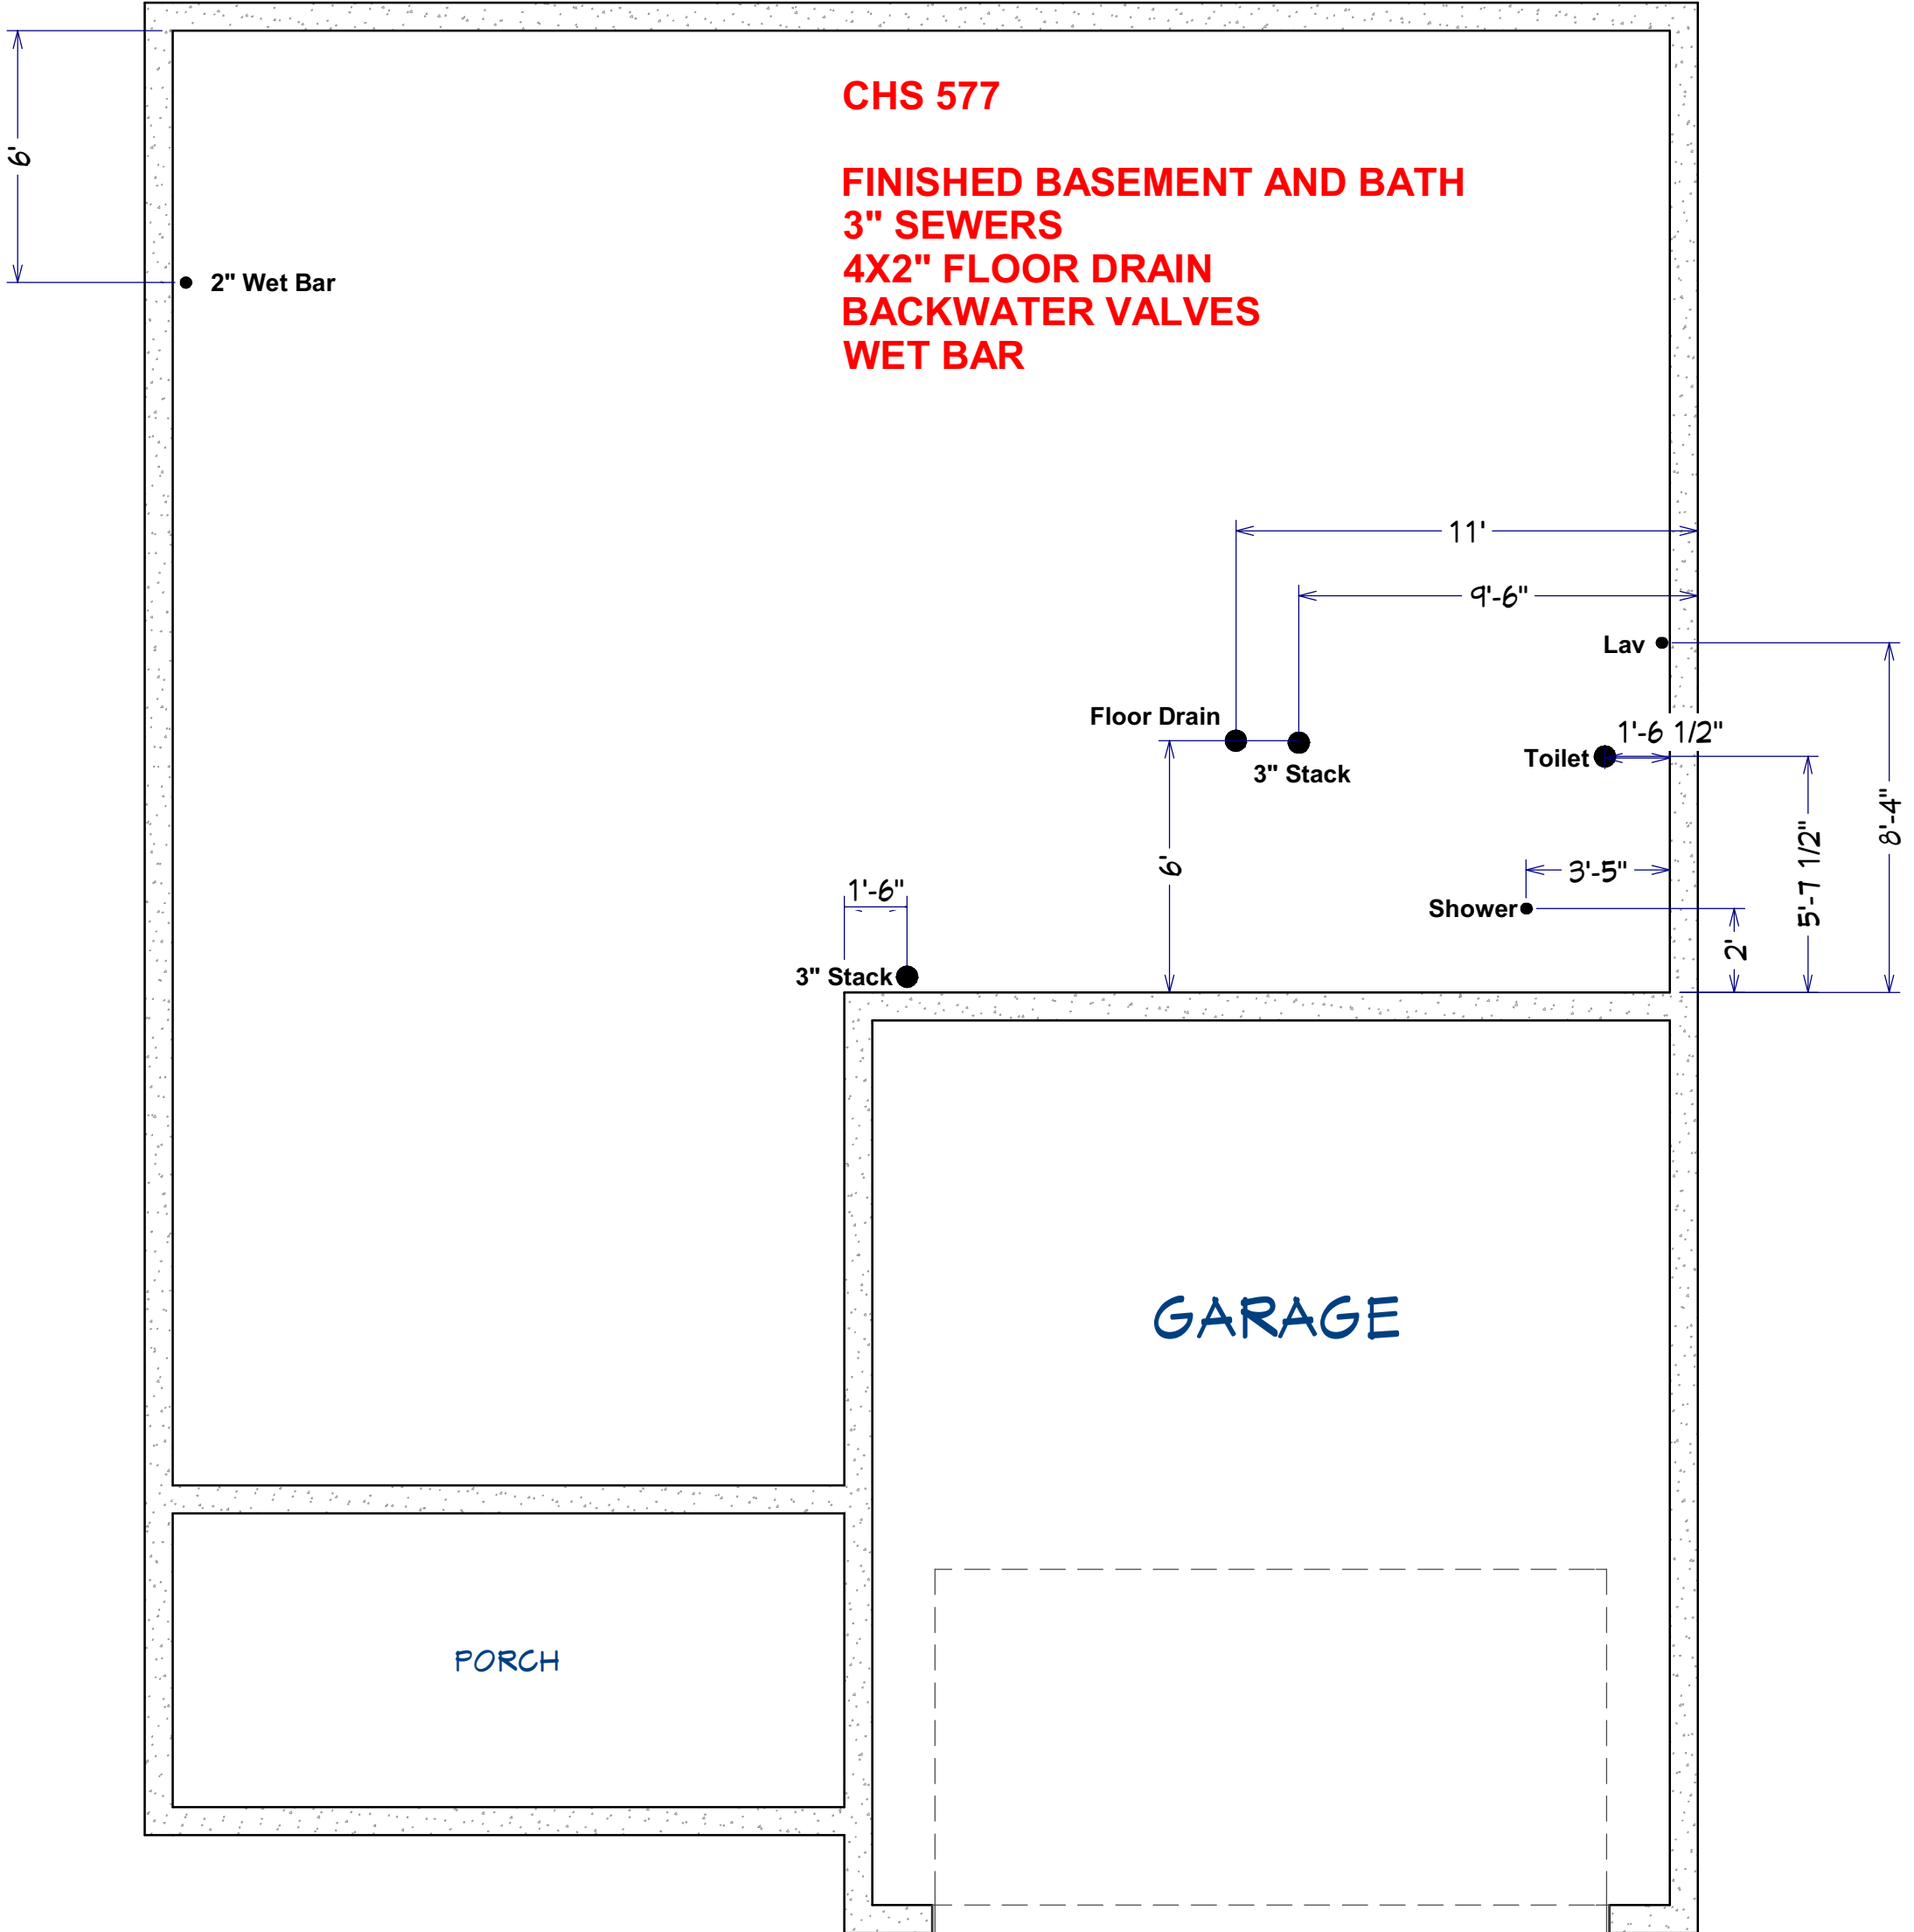 CHS 577
FINISHED BASEMENT AND BATH
3" SEWERS
4X2" FLOOR DRAIN
BACKWATER VALVES
WET BAR
6'
2" Wet Bar
11'
9'-6"
Lav
Floor Drain
1'-6 1/2"
3" Stack
Toilet
8'-4"
5'-7 1/2"
6'
3'-5"
1'-6"
Shower
2'
3" Stack
GARAGE
PORCH